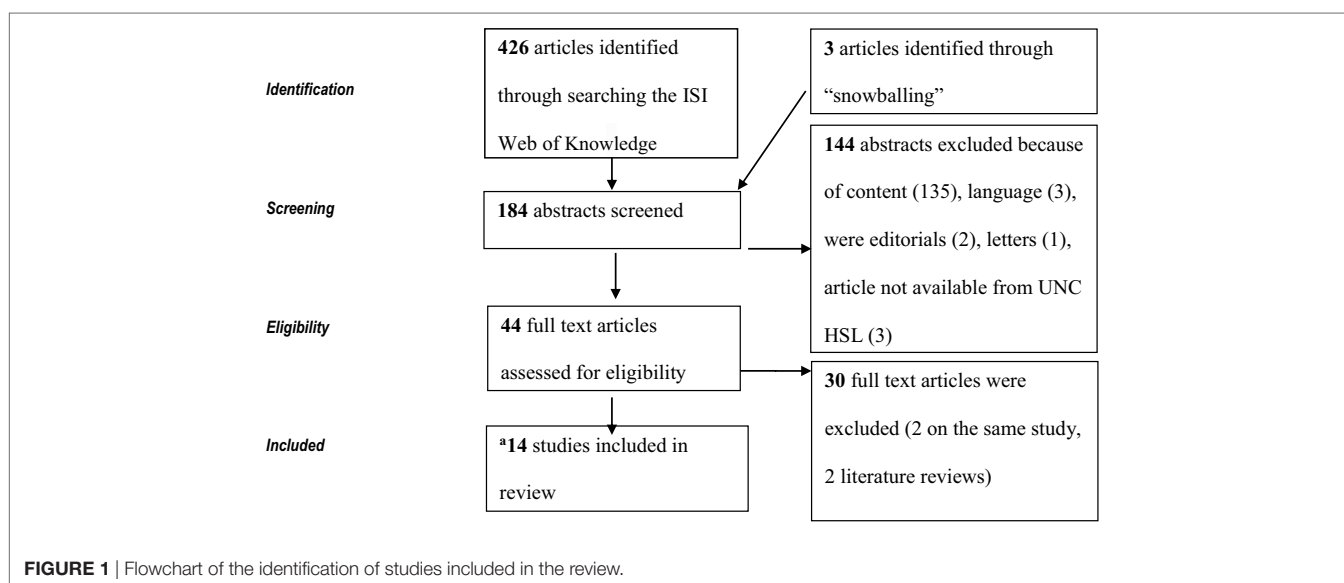 Identification
426 articles identified
through searching the ISI
Web of Knowledge
3 articles identified through
“snowballing”
Screening
184 abstracts screened
144 abstracts excluded because
of content (135), language (3),
were editorials (2), letters (1),
article not available from UNC
HSL (3)
Eligibility
44 full text articles
assessed for eligibility
30 full text articles were
excluded (2 on the same study,
2 literature reviews)
Included
a14 studies included in
review
FIGURE 1 | Flowchart of the identification of studies included in the review.